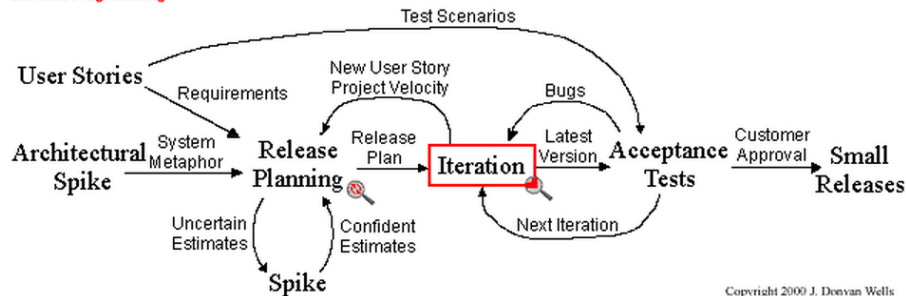 Test Scenarios
User Stories
New User Story
Project Velocity
Bugs
Requirements
Architectural
Spike
System
Metaphor
Release
Planning
Release
Plan
Iteration
Latest
Version
Acceptance
Tests
Customer
Approval
Small
Releases
Uncertain
Estimates
Confident
Estimates
Next Iteration
Spike
Copyright 2000 J. Donvan Wells